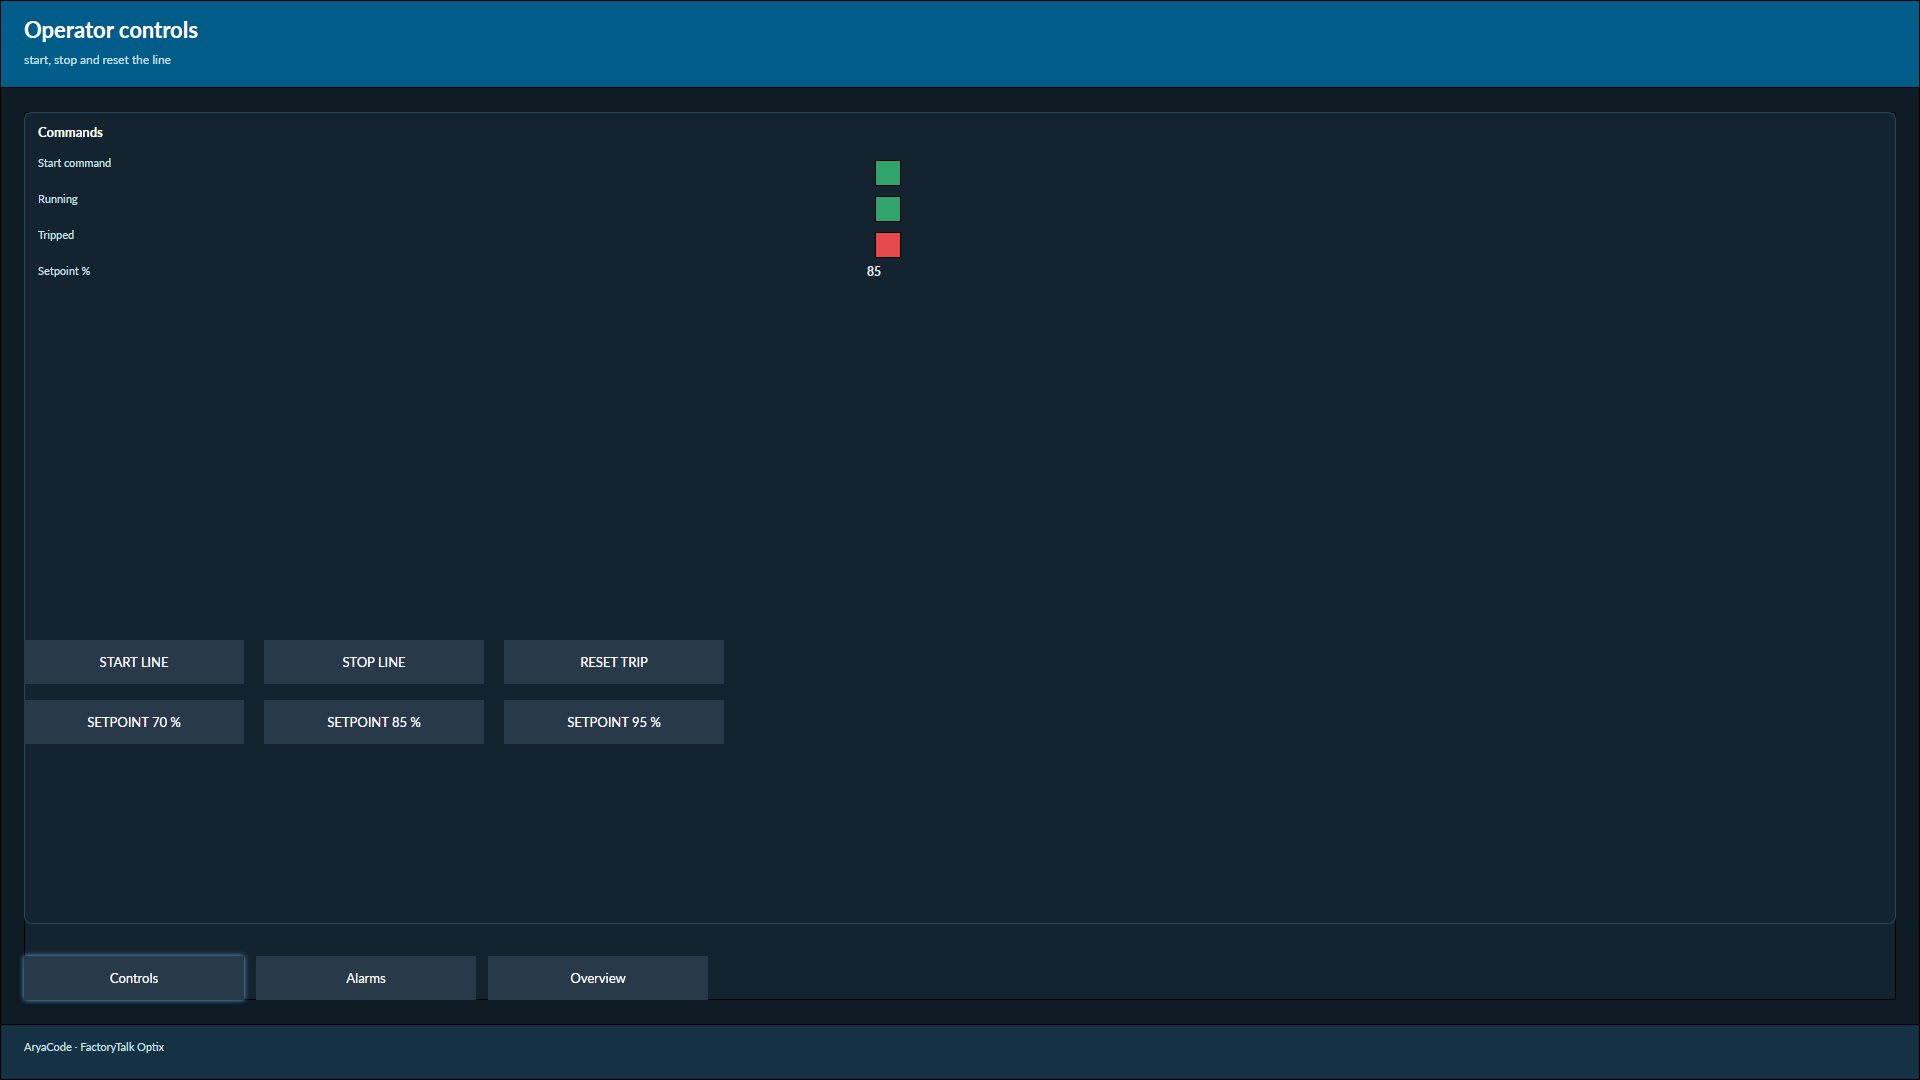 Operator controls
start, stop and reset the line
Commands
Start command
Running
Tripped
Setpoint % 85
START LINE STOP LINE RESET TRIP
SETPOINT 70 % SETPOINT 85 % SETPOINT 95 %
Controls Alarms Overview
AryaCode · FactoryTalk Optix